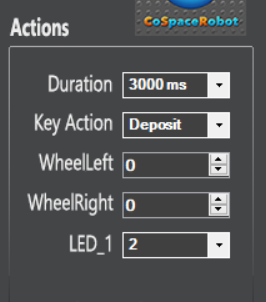 CoSpaceRobot
Actions
Duration 3000 ms
Key Action Deposit
WheelLeft 0
WheelRight 0
LED_1 2